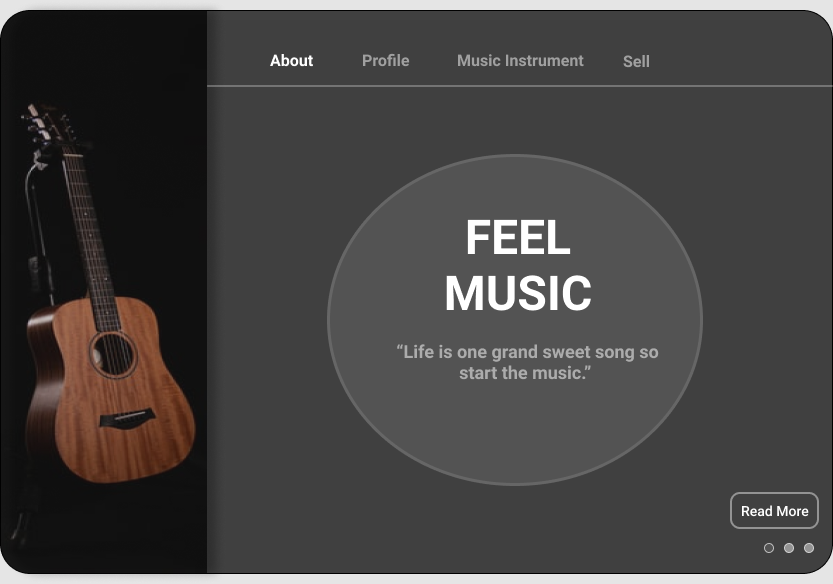 About Profile Music Instrument Sell
FEEL
MUSIC
“Life is one grand sweet song so
start the music.”
Read More